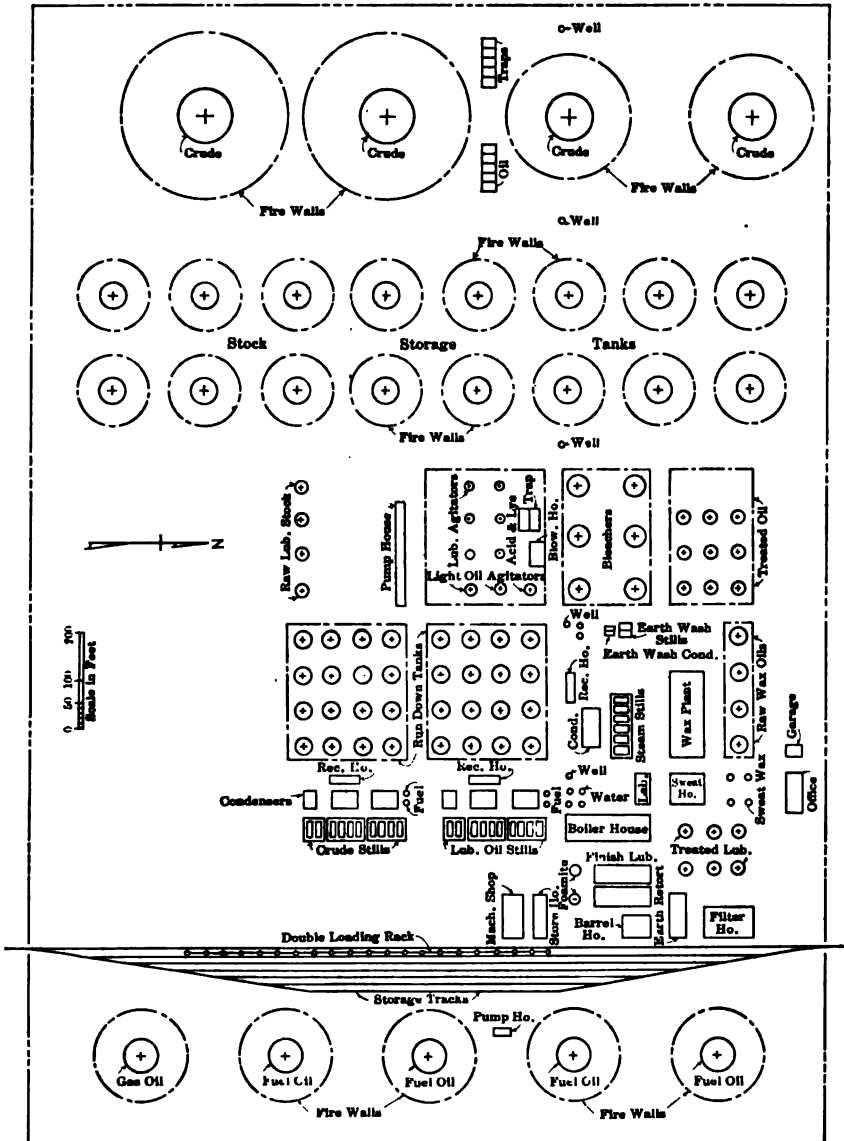 Well
Traps
Crude
Crude
Crude
Crude
Oil
Fire Walls
Fire Walls
Well
Fire Walls
Stock Storage Tanks
Fire Walls
Well
Raw Lub. Stock
Pump House
Lub. Agitators
Acid & Lye
Trap
Blow. Ho.
Bleachers
Treated Oil
Light Oil Agitators
N
200
100
50
0
Scale in Feet
Run Down Tanks
Well
Earth Wash
Stills
Earth Wash Cond.
Rec. Ho.
Cond.
Steam Stills
Wax Plant
Raw Wax Oils
Garage
Rec. Ho.
Rec. Ho.
Condensers
Fuel
Fuel
Well
Water
Lab.
Sweat
Ho.
Sweat Wax
Office
Crude Stills
Lub. Oil Stills
Boiler House
Treated Lub.
Finish Lub.
Mach. Shop
Store Ho.
Foamite
Barrel
Ho.
Earth Retort
Filter
Ho.
Double Loading Rack
Storage Tracks
Pump Ho.
Gas Oil
Fuel Oil
Fuel Oil
Fuel Oil
Fuel Oil
Fire Walls
Fire Walls